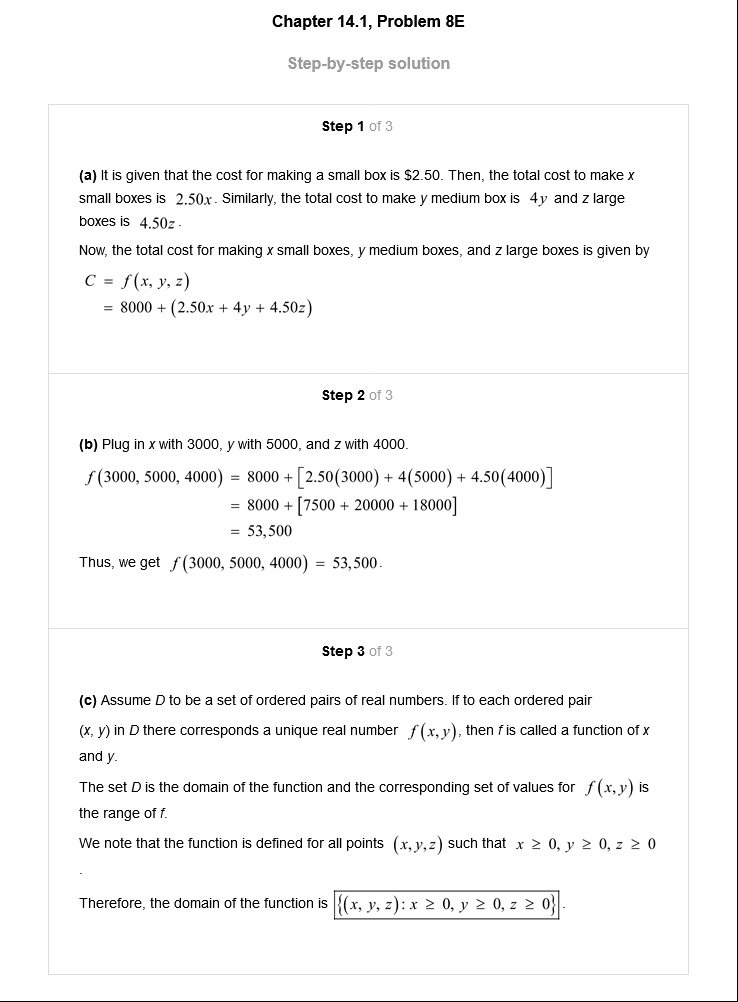 Chapter 14.1, Problem 8E
Step-by-step solution
Step 1 of 3
(a) It is given that the cost for making a small box is $2.50. Then, the total cost to make x
small boxes is 2.50x. Similarly, the total cost to make y medium box is 4y and z large
boxes is 4.50z.
Now, the total cost for making x small boxes, y medium boxes, and z large boxes is given by
C = f(x, y, z)
= 8000 + (2.50x + 4y + 4.50z)
Step 2 of 3
(b) Plug in x with 3000, y with 5000, and z with 4000.
f(3000, 5000, 4000) = 8000 + [2.50(3000) + 4(5000) + 4.50(4000)]
= 8000 + [7500 + 20000 + 18000]
= 53,500
Thus, we get f(3000, 5000, 4000) = 53,500.
Step 3 of 3
(c) Assume D to be a set of ordered pairs of real numbers. If to each ordered pair
(x, y) in D there corresponds a unique real number f(x, y), then f is called a function of x
and y.
The set D is the domain of the function and the corresponding set of values for f(x, y) is
the range of f.
We note that the function is defined for all points (x, y, z) such that x ≥ 0, y ≥ 0, z ≥ 0
.
Therefore, the domain of the function is {(x, y, z): x ≥ 0, y ≥ 0, z ≥ 0}.